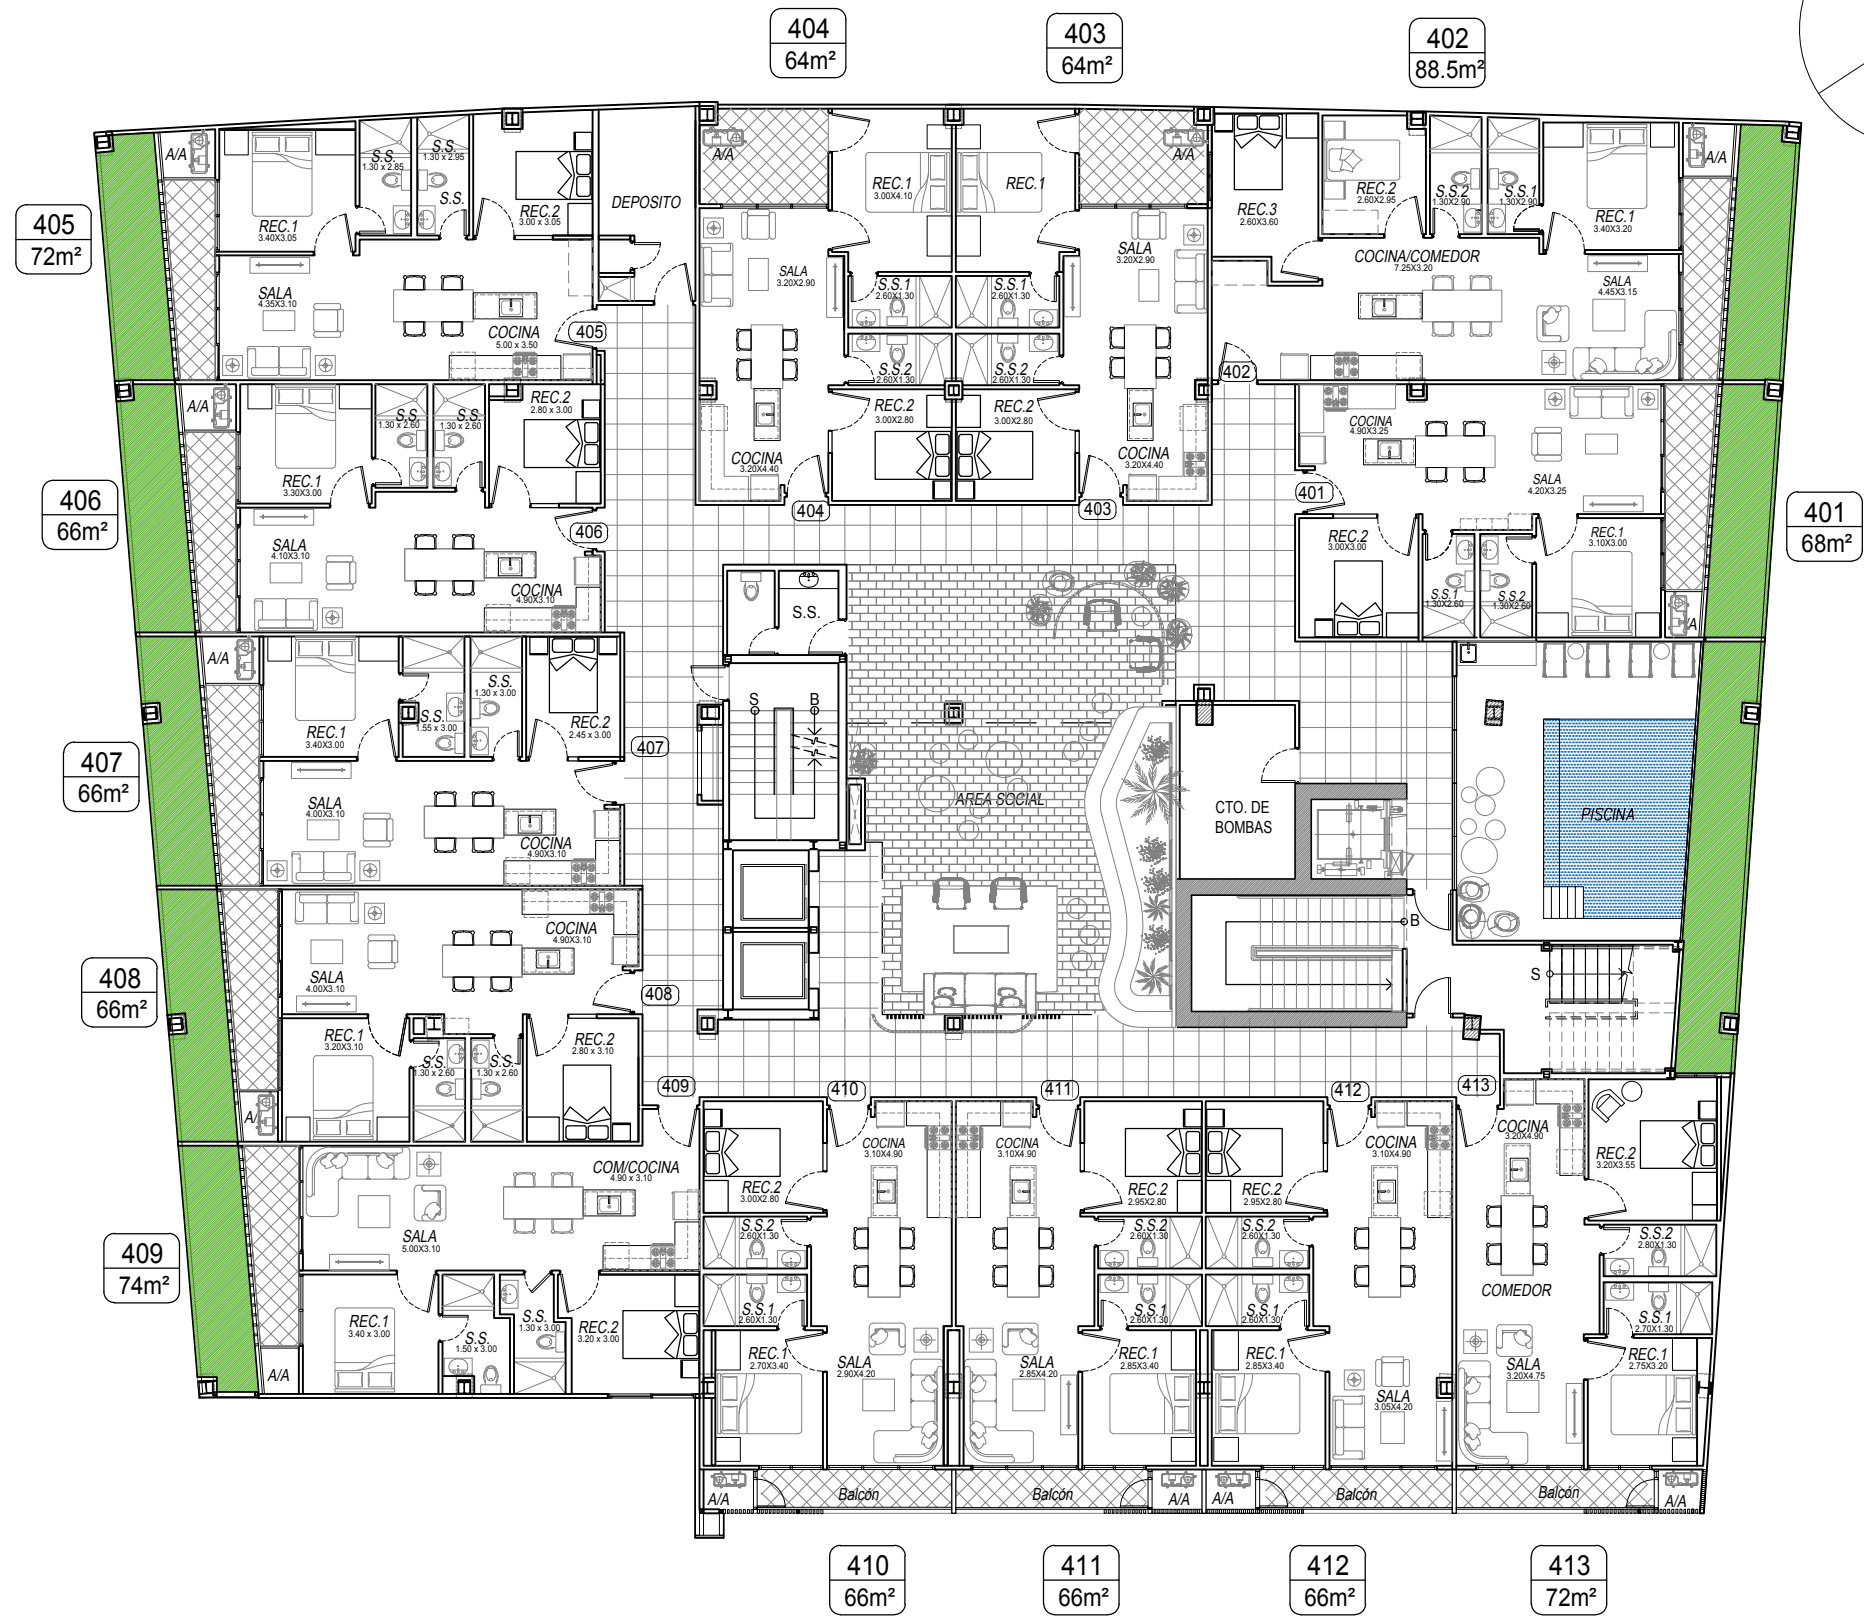 404
64m²
403
64m²
402
88.5m²
405
72m²
406
66m²
407
66m²
408
66m²
409
74m²
401
68m²
410
66m²
411
66m²
412
66m²
413
72m²
A/A
REC.1
3.40X3.05
S.S.
1.30 x 2.85
S.S.
1.30 x 2.95
REC.2
3.00 x 3.05
DEPOSITO
SALA
4.35X3.10
COCINA
5.00 x 3.50
405
A/A
REC.1
3.00X4.10
SALA
3.20X2.90
S.S.1
2.60X1.30
S.S.2
2.60X1.30
REC.2
3.00X2.80
COCINA
3.20X4.40
404
REC.1
A/A
SALA
3.20X2.90
S.S.1
2.60X1.30
S.S.2
2.60X1.30
REC.2
3.00X2.80
COCINA
3.20X4.40
403
REC.3
2.60X3.60
REC.2
2.60X2.95
S.S.2
1.30X2.90
S.S.1
1.30X2.90
REC.1
3.40X3.20
A/A
COCINA/COMEDOR
7.25X3.20
SALA
4.45X3.15
402
COCINA
4.90X3.25
SALA
4.20X3.25
401
REC.2
3.00X3.00
S.S.1
1.30X2.60
S.S.2
1.30X2.60
REC.1
3.10X3.00
A/A
REC.1
3.30X3.00
S.S.
1.30 x 2.60
S.S.
1.30 x 2.60
REC.2
2.80 x 3.00
SALA
4.10X3.10
COCINA
4.90X3.10
406
A/A
REC.1
3.40X3.00
S.S.
1.55 x 3.00
S.S.
1.30 x 3.00
REC.2
2.45 x 3.00
407
SALA
4.00X3.10
COCINA
4.90X3.10
COCINA
4.90X3.10
SALA
4.00X3.10
408
REC.1
3.20X3.10
S.S.
1.30 x 2.60
S.S.
1.30 x 2.60
REC.2
2.80 x 3.10
409
COM/COCINA
4.90 x 3.10
SALA
5.00X3.10
REC.1
3.40 x 3.00
S.S.
1.50 x 3.00
S.S.
1.30 x 3.00
REC.2
3.20 x 3.00
A/A
S.S.
S
B
AREA SOCIAL
CTO. DE
BOMBAS
PISCINA
B
S
410
COCINA
3.10X4.90
REC.2
3.00X2.80
S.S.2
2.60X1.30
S.S.1
2.60X1.30
REC.1
2.70X3.40
SALA
2.90X4.20
A/A
Balcón
411
COCINA
3.10X4.90
REC.2
2.95X2.80
S.S.2
2.60X1.30
S.S.1
2.60X1.30
SALA
2.85X4.20
REC.1
2.85X3.40
Balcón
A/A
412
REC.2
2.95X2.80
COCINA
3.10X4.90
S.S.2
2.60X1.30
S.S.1
2.60X1.30
REC.1
2.85X3.40
SALA
3.05X4.20
A/A
Balcón
413
COCINA
3.20X4.90
REC.2
3.20X3.55
S.S.2
2.80X1.30
COMEDOR
S.S.1
2.70X1.30
SALA
3.20X4.75
REC.1
2.75X3.20
Balcón
A/A